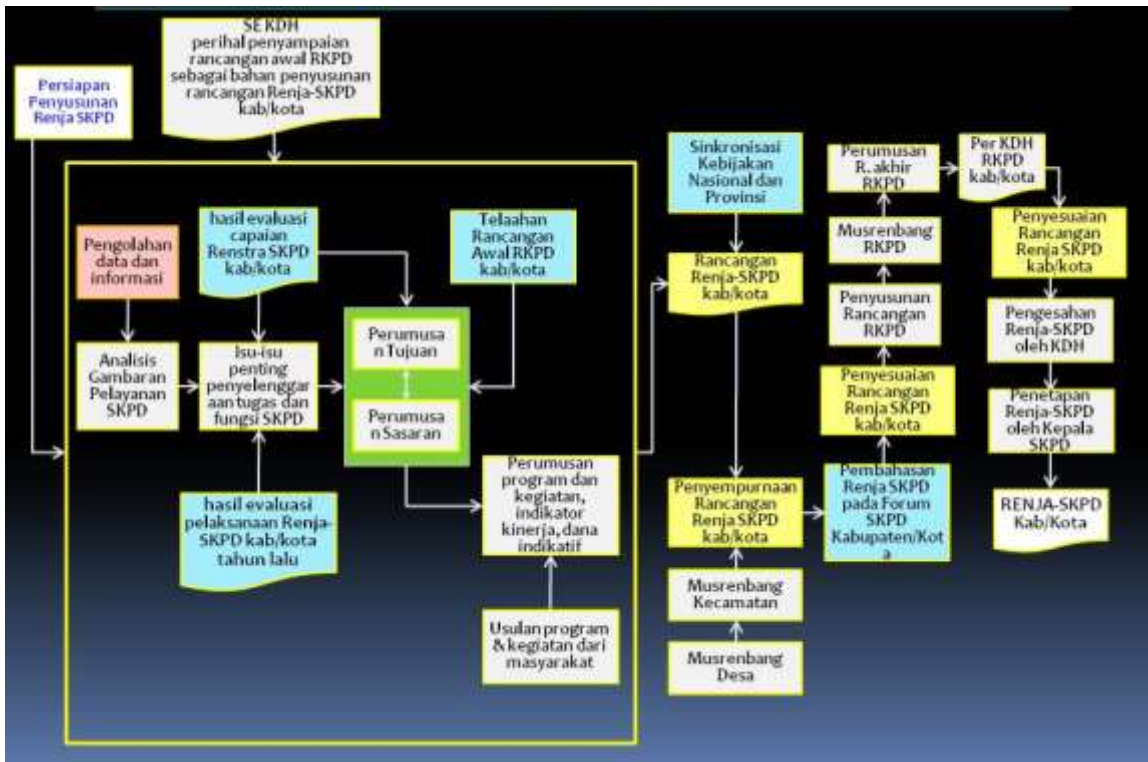 SE KDH
perihal penyampaian
rancangan awal RKPD
sebagai bahan penyusunan
rancangan Renja-SKPD
kab/kota
Persiapan
Penyusunan
Renja SKPD
Pengolahan
data dan
informasi
hasil evaluasi
capaian
Renstra SKPD
kab/kota
Telaahan
Rancangan
Awal RKPD
kab/kota
Analisis
Gambaran
Pelayanan
SKPD
isu-isu
penting
penyelenggar
aan tugas dan
fungsi SKPD
Perumusa
n Tujuan
Perumusa
n Sasaran
hasil evaluasi
pelaksanaan Renja-
SKPD kab/kota
tahun lalu
Perumusan
program dan
kegiatan,
indikator
kinerja, dana
indikatif
Usulan program
& kegiatan dari
masyarakat
Sinkronisasi
Kebijakan
Nasional dan
Provinsi
Rancangan
Renja-SKPD
kab/kota
Penyempurnaan
Rancangan
Renja SKPD
kab/kota
Musrenbang
Kecamatan
Musrenbang
Desa
Perumusan
R. akhir
RKPD
Musrenbang
RKPD
Penyusunan
Rancangan
RKPD
Penyesuaian
Rancangan
Renja SKPD
kab/kota
Pembahasan
Renja SKPD
pada Forum
SKPD
Kabupaten/Kot
a
Per KDH
RKPD
kab/kota
Penyesuaian
Rancangan
Renja SKPD
kab/kota
Pengesahan
Renja-SKPD
oleh KDH
Penetapan
Renja-SKPD
oleh Kepala
SKPD
RENJA-SKPD
Kab/Kota